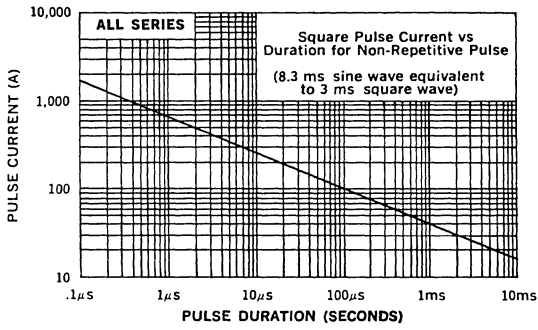 10,000
ALL SERIES
Square Pulse Current vs
Duration for Non-Repetitive Pulse
(8.3 ms sine wave equivalent
to 3 ms square wave)
1,000
100
10
PULSE CURRENT (A)
.1µs 1µs 10µs 100µs 1ms 10ms
PULSE DURATION (SECONDS)